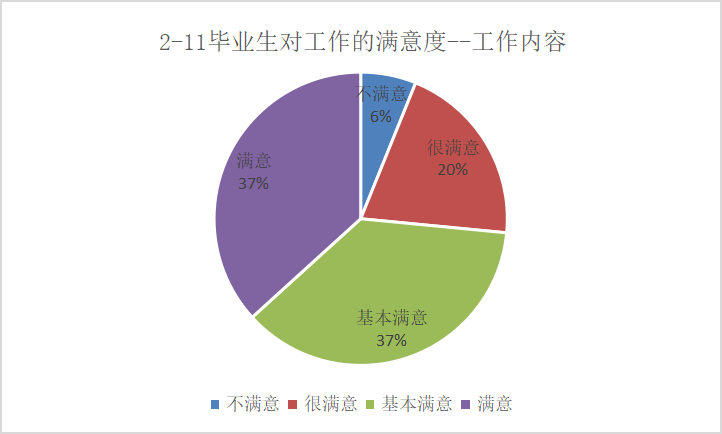 2-11毕业生对工作的满意度--工作内容
不满意
6%
很满意
20%
满意
37%
基本满意
37%
不满意 很满意 基本满意 满意